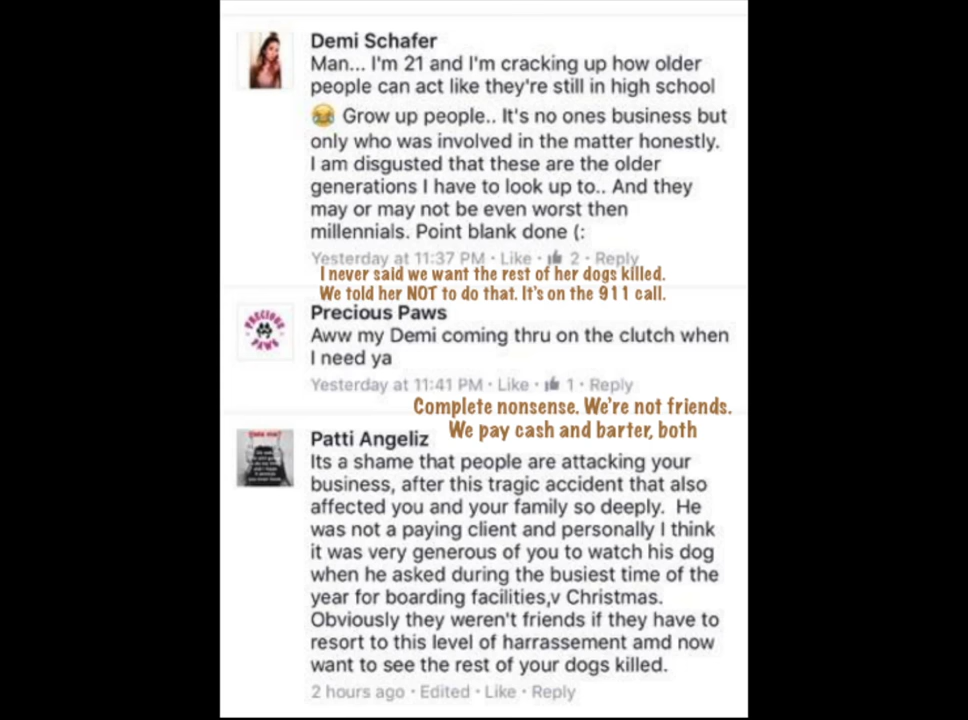 Demi Schafer
Man... I'm 21 and I'm cracking up how older
people can act like they're still in high school
😂 Grow up people.. It's no ones business but
only who was involved in the matter honestly.
I am disgusted that these are the older
generations I have to look up to.. And they
may or may not be even worst then
millennials. Point blank done (:
Yesterday at 11:37 PM · Like · 👍 2 · Reply
I never said we want the rest of her dogs killed.
We told her NOT to do that. It's on the 911 call.
PRECIOUS PAWS
Precious Paws
Aww my Demi coming thru on the clutch when
I need ya
Yesterday at 11:41 PM · Like · 👍 1 · Reply
Complete nonsense. We're not friends.
We pay cash and barter, both
Patti Angeliz
Its a shame that people are attacking your
business, after this tragic accident that also
affected you and your family so deeply. He
was not a paying client and personally I think
it was very generous of you to watch his dog
when he asked during the busiest time of the
year for boarding facilities,v Christmas.
Obviously they weren't friends if they have to
resort to this level of harrassement amd now
want to see the rest of your dogs killed.
2 hours ago · Edited · Like · Reply